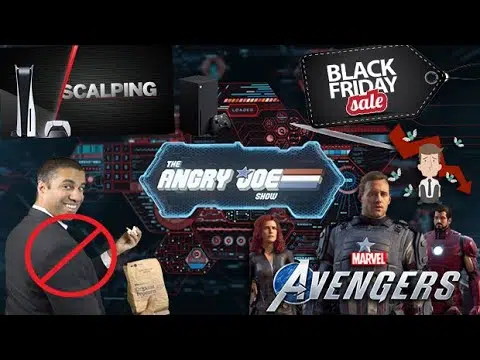 SCALPING
BLACK
FRIDAY
sale
THE
ANGRY JOE
SHOW
MARVEL
AVENGERS